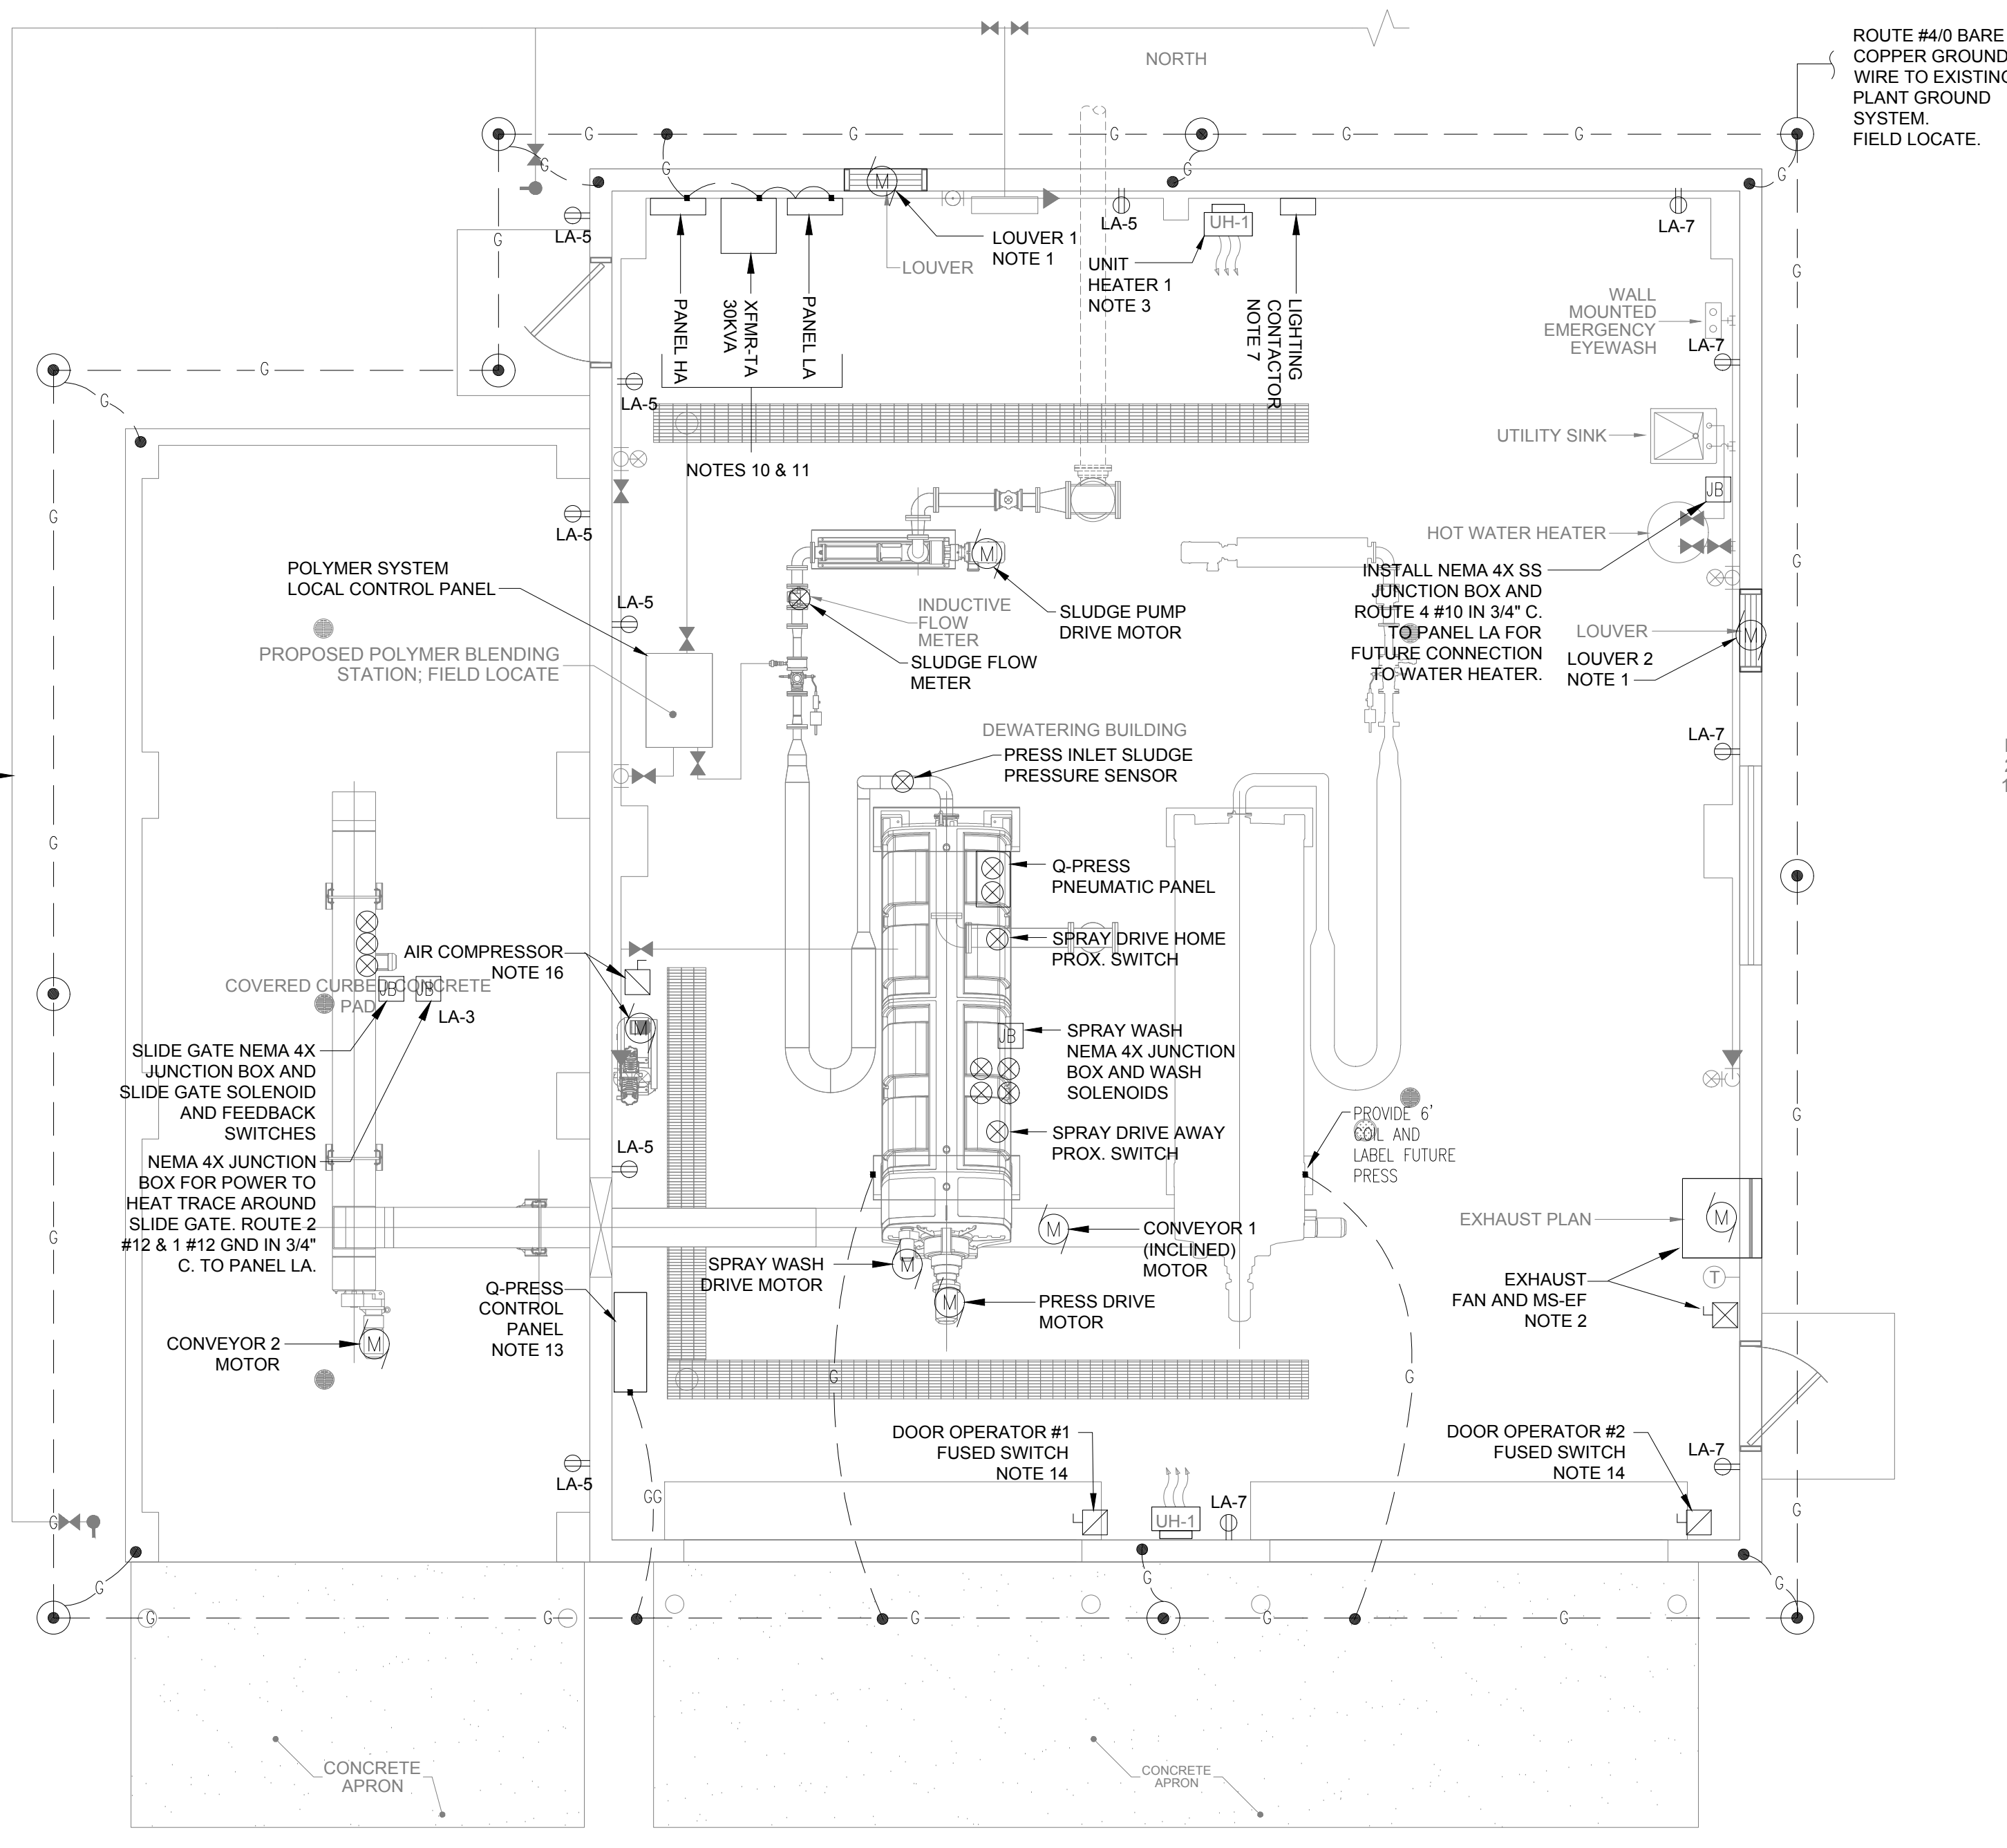 ROUTE #4/0 BARE
COPPER GROUND
WIRE TO EXISTING
PLANT GROUND
SYSTEM.
FIELD LOCATE.
NORTH
G
G
G
G
G
G
G
G
G
M
LA-5
LA-5
LA-7
UH-1
LOUVER 1
NOTE 1
LOUVER
UNIT
HEATER 1
NOTE 3
G
G
PANEL HA
XFMR-TA
30KVA
PANEL LA
LIGHTING
CONTACTOR
NOTE 7
WALL
MOUNTED
EMERGENCY
EYEWASH
LA-7
G
G
LA-5
NOTES 10 & 11
UTILITY SINK
JB
HOT WATER HEATER
G
LA-5
M
INSTALL NEMA 4X SS
JUNCTION BOX AND
ROUTE 4 #10 IN 3/4" C.
TO PANEL LA FOR
FUTURE CONNECTION
TO WATER HEATER.
G
POLYMER SYSTEM
LOCAL CONTROL PANEL
LA-5
INDUCTIVE
FLOW
METER
SLUDGE PUMP
DRIVE MOTOR
LOUVER
M
LOUVER 2
NOTE 1
PROPOSED POLYMER BLENDING
STATION; FIELD LOCATE
SLUDGE FLOW
METER
DEWATERING BUILDING
LA-7
PRESS INLET SLUDGE
PRESSURE SENSOR
G
G
Q-PRESS
PNEUMATIC PANEL
SPRAY DRIVE HOME
PROX. SWITCH
AIR COMPRESSOR
NOTE 16
COVERED CURBED CONCRETE
PAD
JB
JB
LA-3
M
JB
SPRAY WASH
NEMA 4X JUNCTION
BOX AND WASH
SOLENOIDS
SLIDE GATE NEMA 4X
JUNCTION BOX AND
SLIDE GATE SOLENOID
AND FEEDBACK
SWITCHES
G
PROVIDE 6'
COIL AND
LABEL FUTURE
PRESS
SPRAY DRIVE AWAY
PROX. SWITCH
LA-5
NEMA 4X JUNCTION
BOX FOR POWER TO
HEAT TRACE AROUND
SLIDE GATE. ROUTE 2
#12 & 1 #12 GND IN 3/4"
C. TO PANEL LA.
G
M
CONVEYOR 1
(INCLINED)
MOTOR
EXHAUST PLAN
M
SPRAY WASH
DRIVE MOTOR
M
T
Q-PRESS
CONTROL
PANEL
NOTE 13
M
PRESS DRIVE
MOTOR
EXHAUST
FAN AND MS-EF
NOTE 2
CONVEYOR 2
MOTOR
M
G
G
DOOR OPERATOR #1
FUSED SWITCH
NOTE 14
DOOR OPERATOR #2
FUSED SWITCH
NOTE 14
LA-7
LA-5
GG
LA-7
UH-1
G
G
G
G
G
G
G
G
G
G
CONCRETE
APRON
CONCRETE
APRON